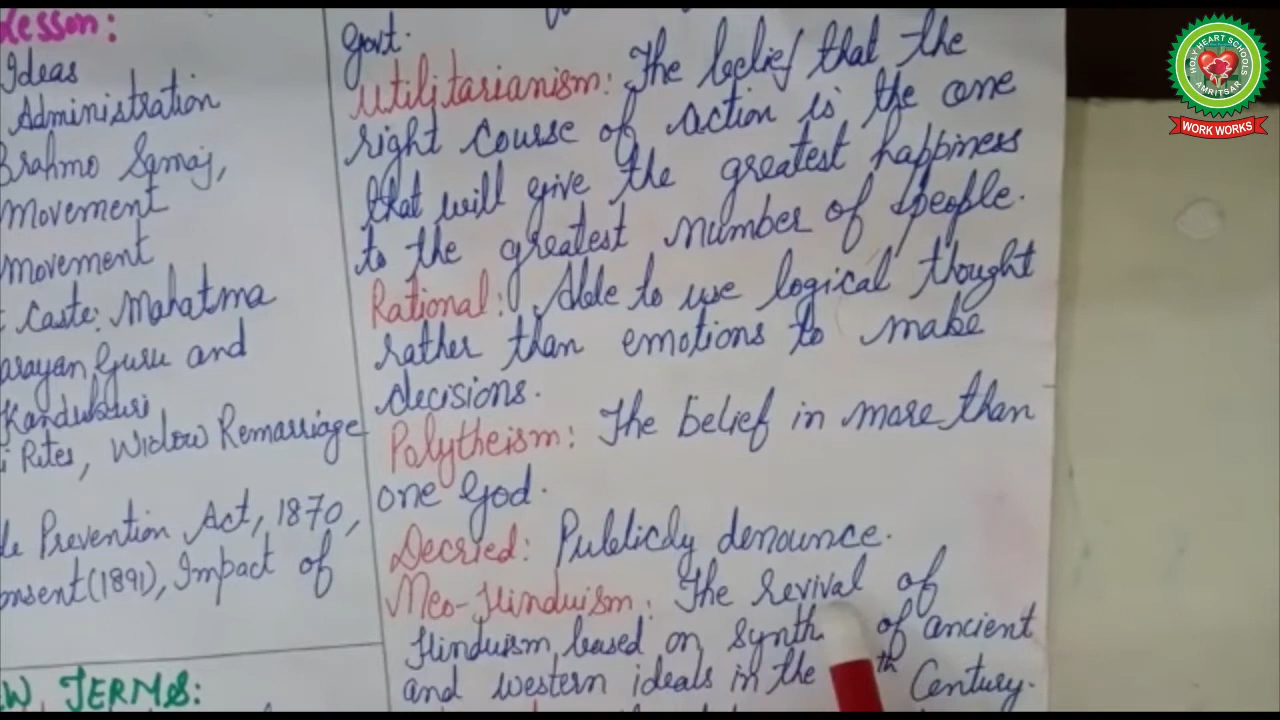 Lesson:
Ideas
Administration
Brahmo Samaj,
Movement
Movement
Caste: Mahatma
arayan Guru and
Kandukuri
Rites, Widow Remarriage
Prevention Act, 1870,
onsent (1891), Impact of
W TERMS:
Govt.
Utilitarianism: The belief that the
right course of action is the one
that will give the greatest happiness
to the greatest number of people.
Rational: Able to use logical thought
rather than emotions to make
decisions.
Polytheism: The belief in more than
one God.
Decried: Publicly denounce.
Neo-Hinduism: The revival of
Hinduism based on synth of ancient
and western ideals in the th Century.
HOLY HEART SCHOOLS
AMRITSAR
WORK WORKS